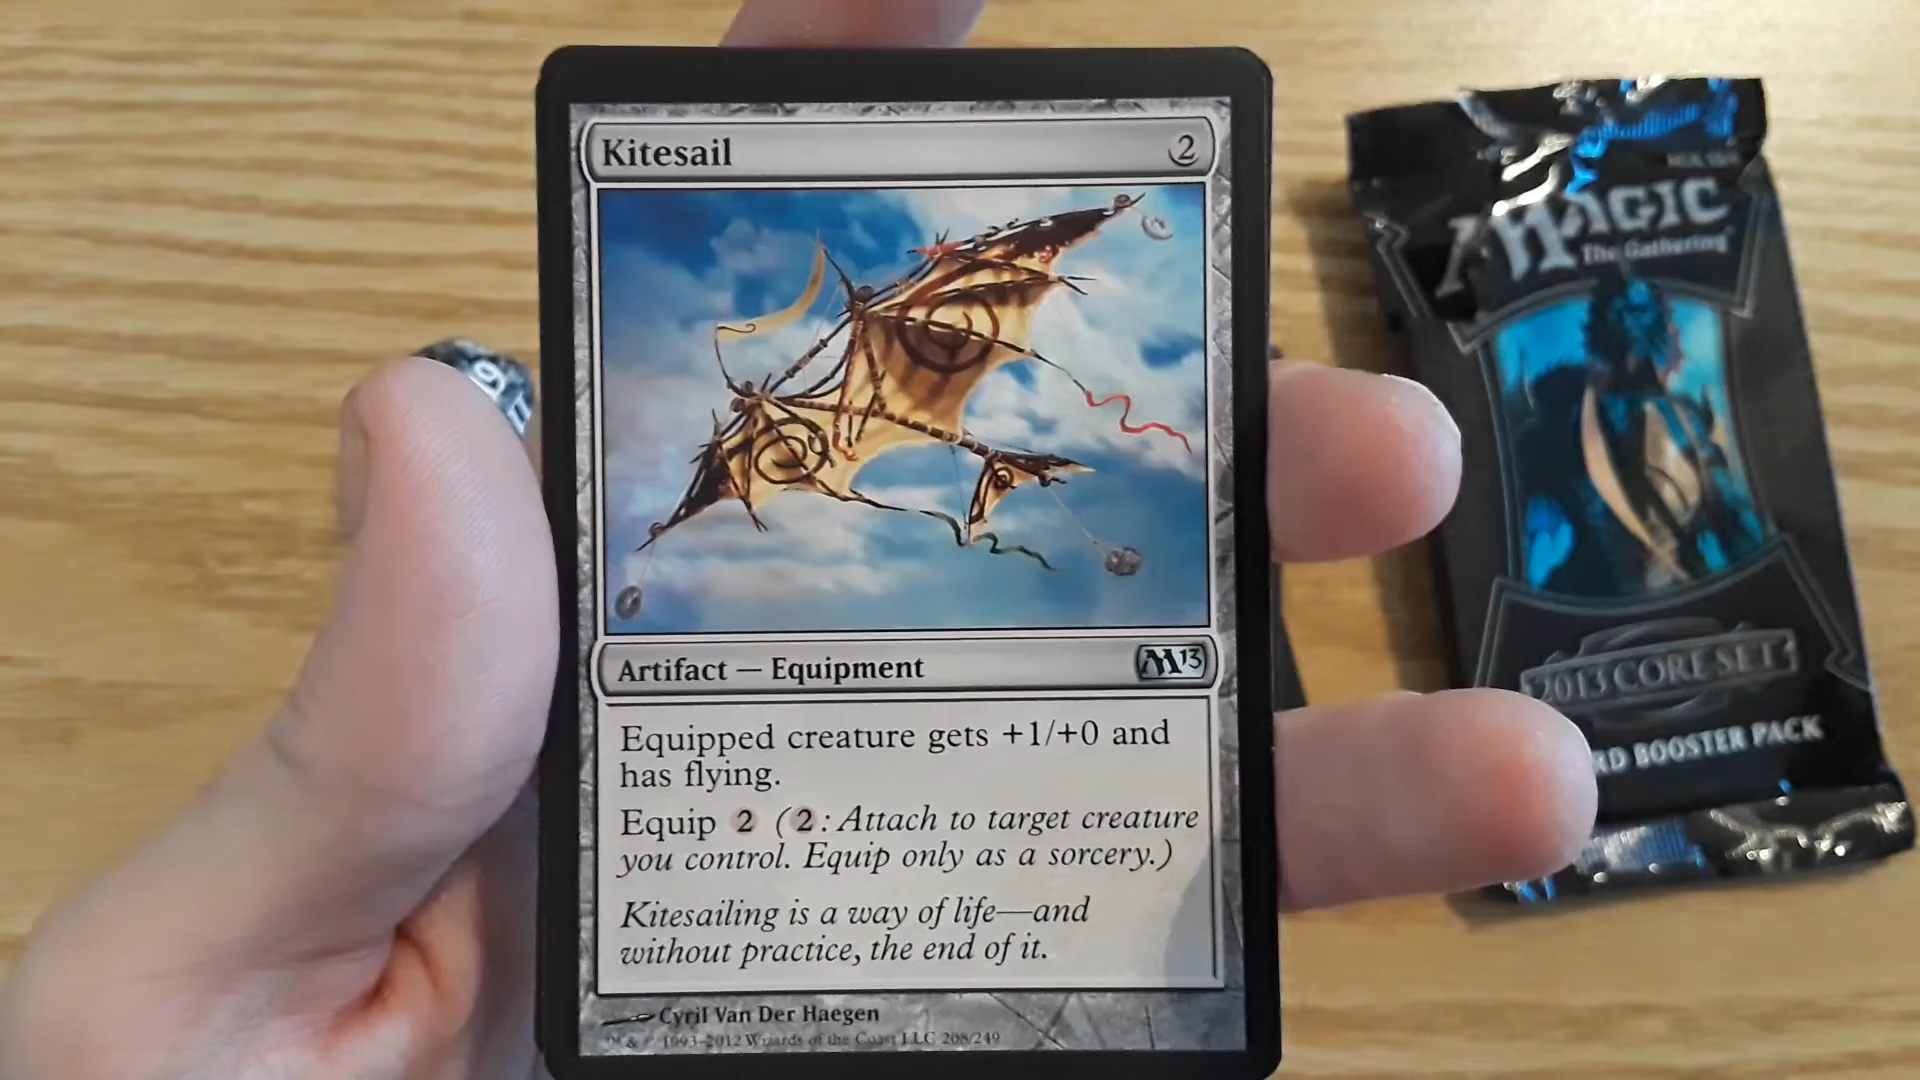 Kitesail 2
Artifact — Equipment M13
Equipped creature gets +1/+0 and
has flying.
Equip 2 (2: Attach to target creature
you control. Equip only as a sorcery.)
Kitesailing is a way of life—and
without practice, the end of it.
Cyril Van Der Haegen
™ & © 1993–2012 Wizards of the Coast LLC 208/249
9
MAGIC
The Gathering
2013 CORE SET
RD BOOSTER PACK